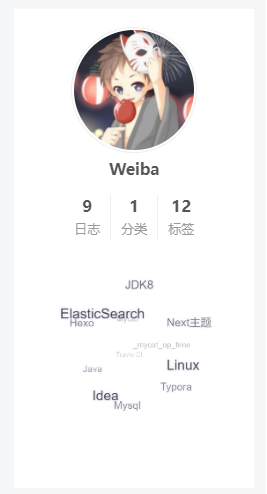 Weiba
9 1 12
日志 分类 标签
JDK8
ElasticSearch
Hexo
Next主题
_mycat_op_time
Travis CI
Java
Linux
Typora
Idea
Mysql